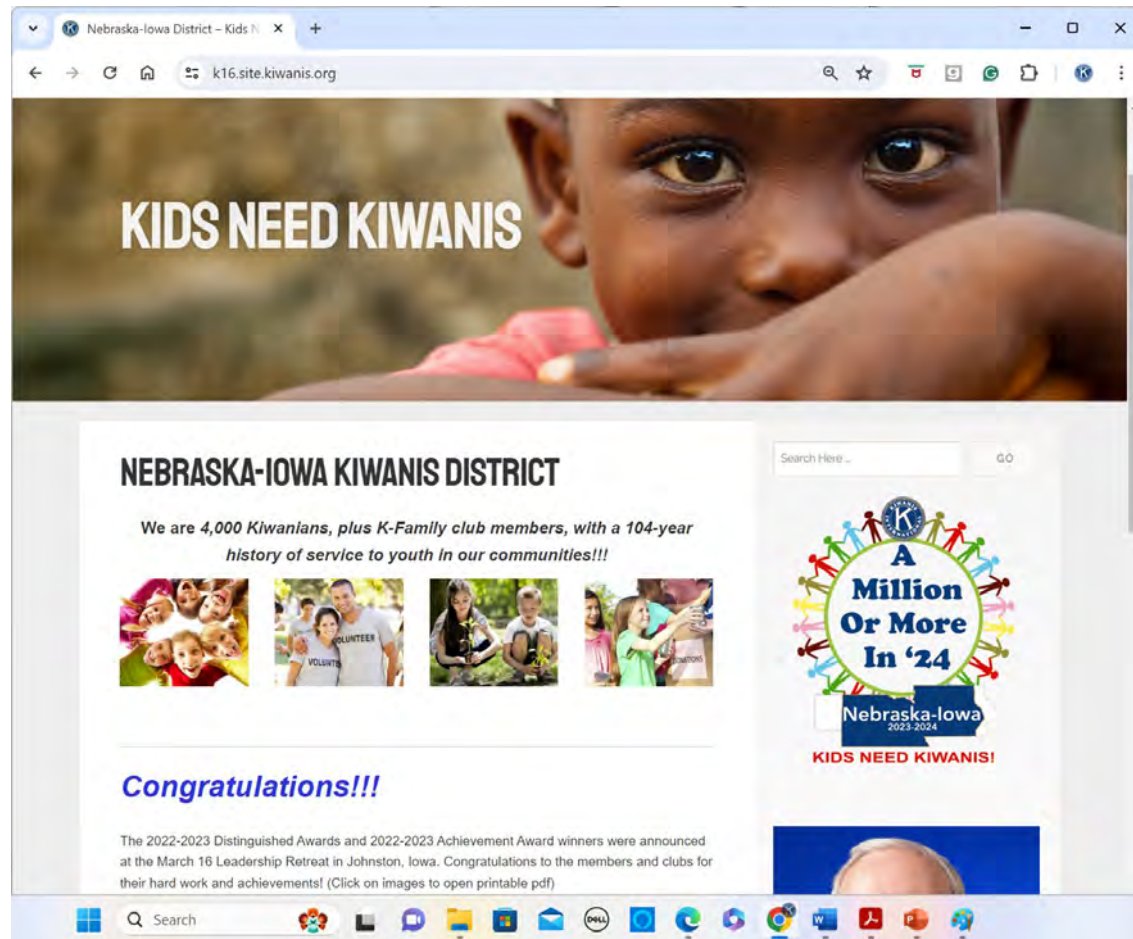 Nebraska-Iowa District – Kids N
k16.site.kiwanis.org
KIDS NEED KIWANIS
NEBRASKA-IOWA KIWANIS DISTRICT
We are 4,000 Kiwanians, plus K-Family club members, with a 104-year
history of service to youth in our communities!!!
VOLUNTEER
VOLUNTE
DONATIONS
Congratulations!!!
The 2022-2023 Distinguished Awards and 2022-2023 Achievement Award winners were announced
at the March 16 Leadership Retreat in Johnston, Iowa. Congratulations to the members and clubs for
their hard work and achievements! (Click on images to open printable pdf)
Search Here ...
GO
K
A
Million
Or More
In ‘24
Nebraska-Iowa
2023-2024
KIDS NEED KIWANIS!
Search
DELL